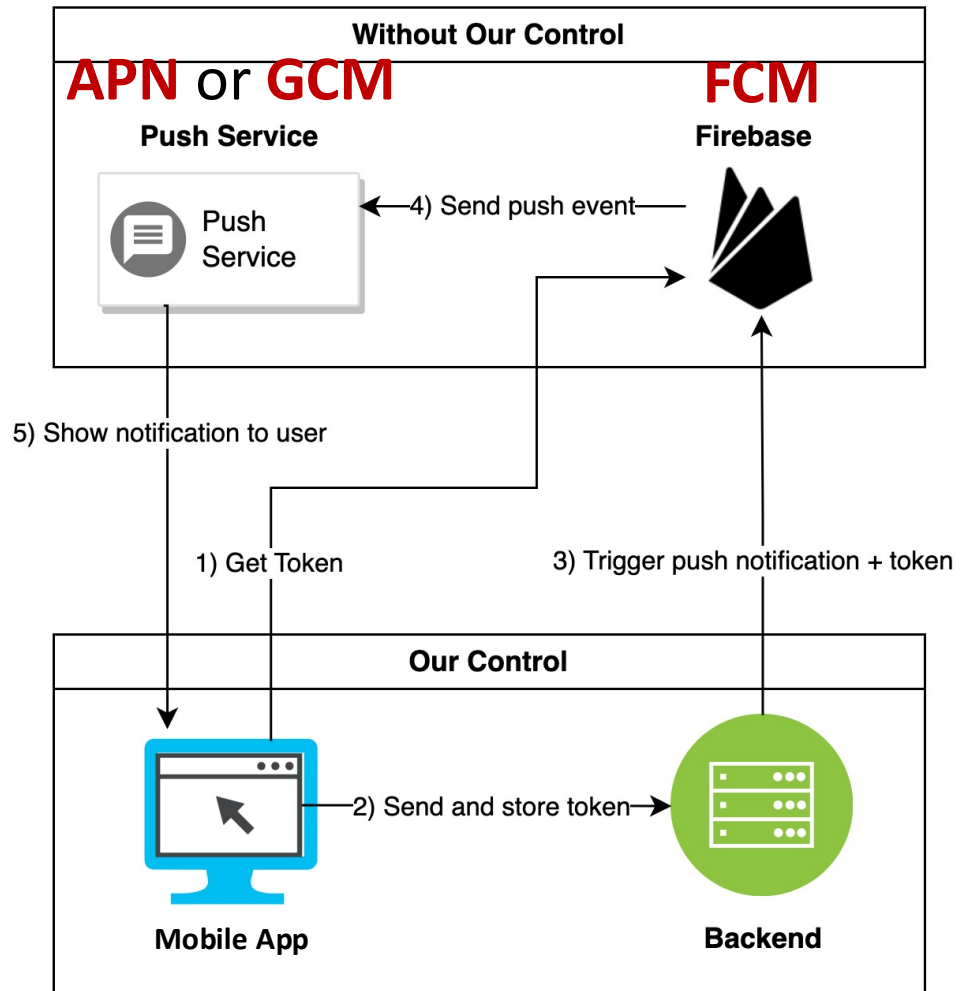 Without Our Control
APN or GCM
FCM
Push Service
Firebase
Push
Service
4) Send push event
5) Show notification to user
1) Get Token
3) Trigger push notification + token
Our Control
2) Send and store token
Mobile App
Backend